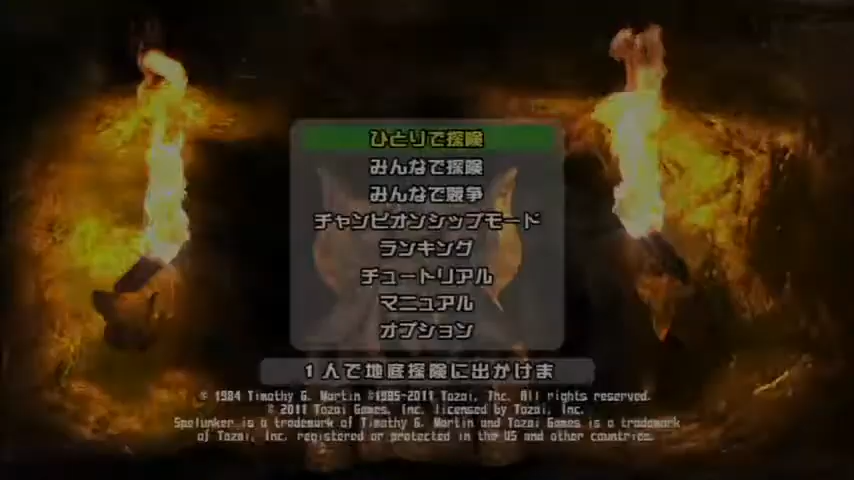 ひとりで探険
みんなで探険
みんなで競争
チャンピオンシップモード
ランキング
チュートリアル
マニュアル
オプション
1人で地底探険に出かけま
© 1984 Timothy G. Martin ©1985-2011 Tozai, Inc. All rights reserved.
© 2011 Tozai Games, Inc. licensed by Tozai, Inc.
Spelunker is a trademark of Timothy G. Martin and Tozai Games is a trademark
of Tozai, Inc. registered or protected in the US and other countries.